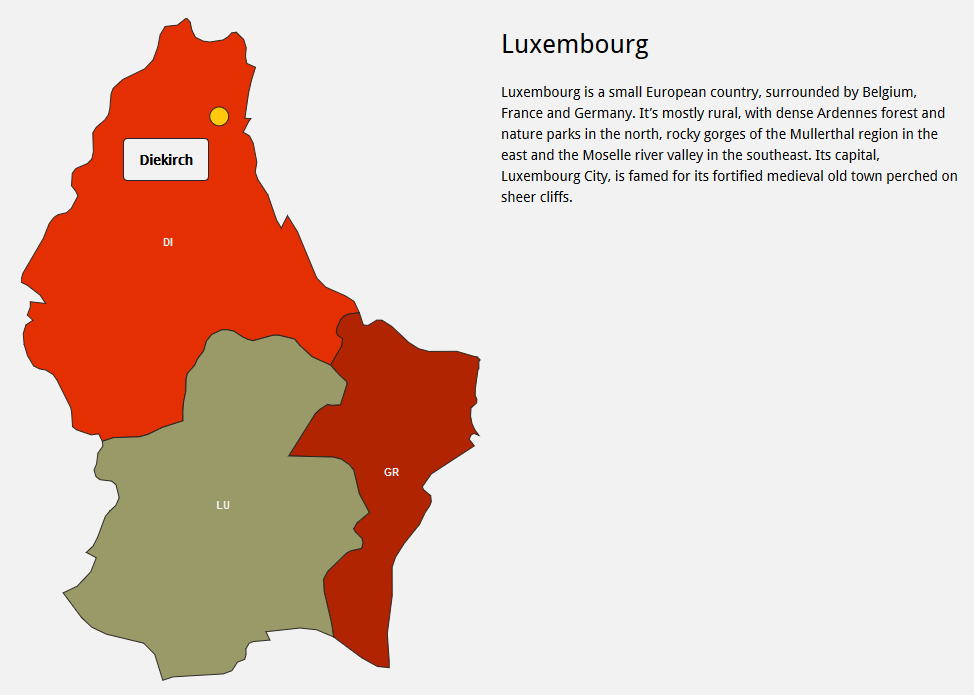 Luxembourg
Luxembourg is a small European country, surrounded by Belgium,
France and Germany. It’s mostly rural, with dense Ardennes forest and
nature parks in the north, rocky gorges of the Mullerthal region in the
east and the Moselle river valley in the southeast. Its capital,
Luxembourg City, is famed for its fortified medieval old town perched on
sheer cliffs.
Diekirch
DI
GR
LU